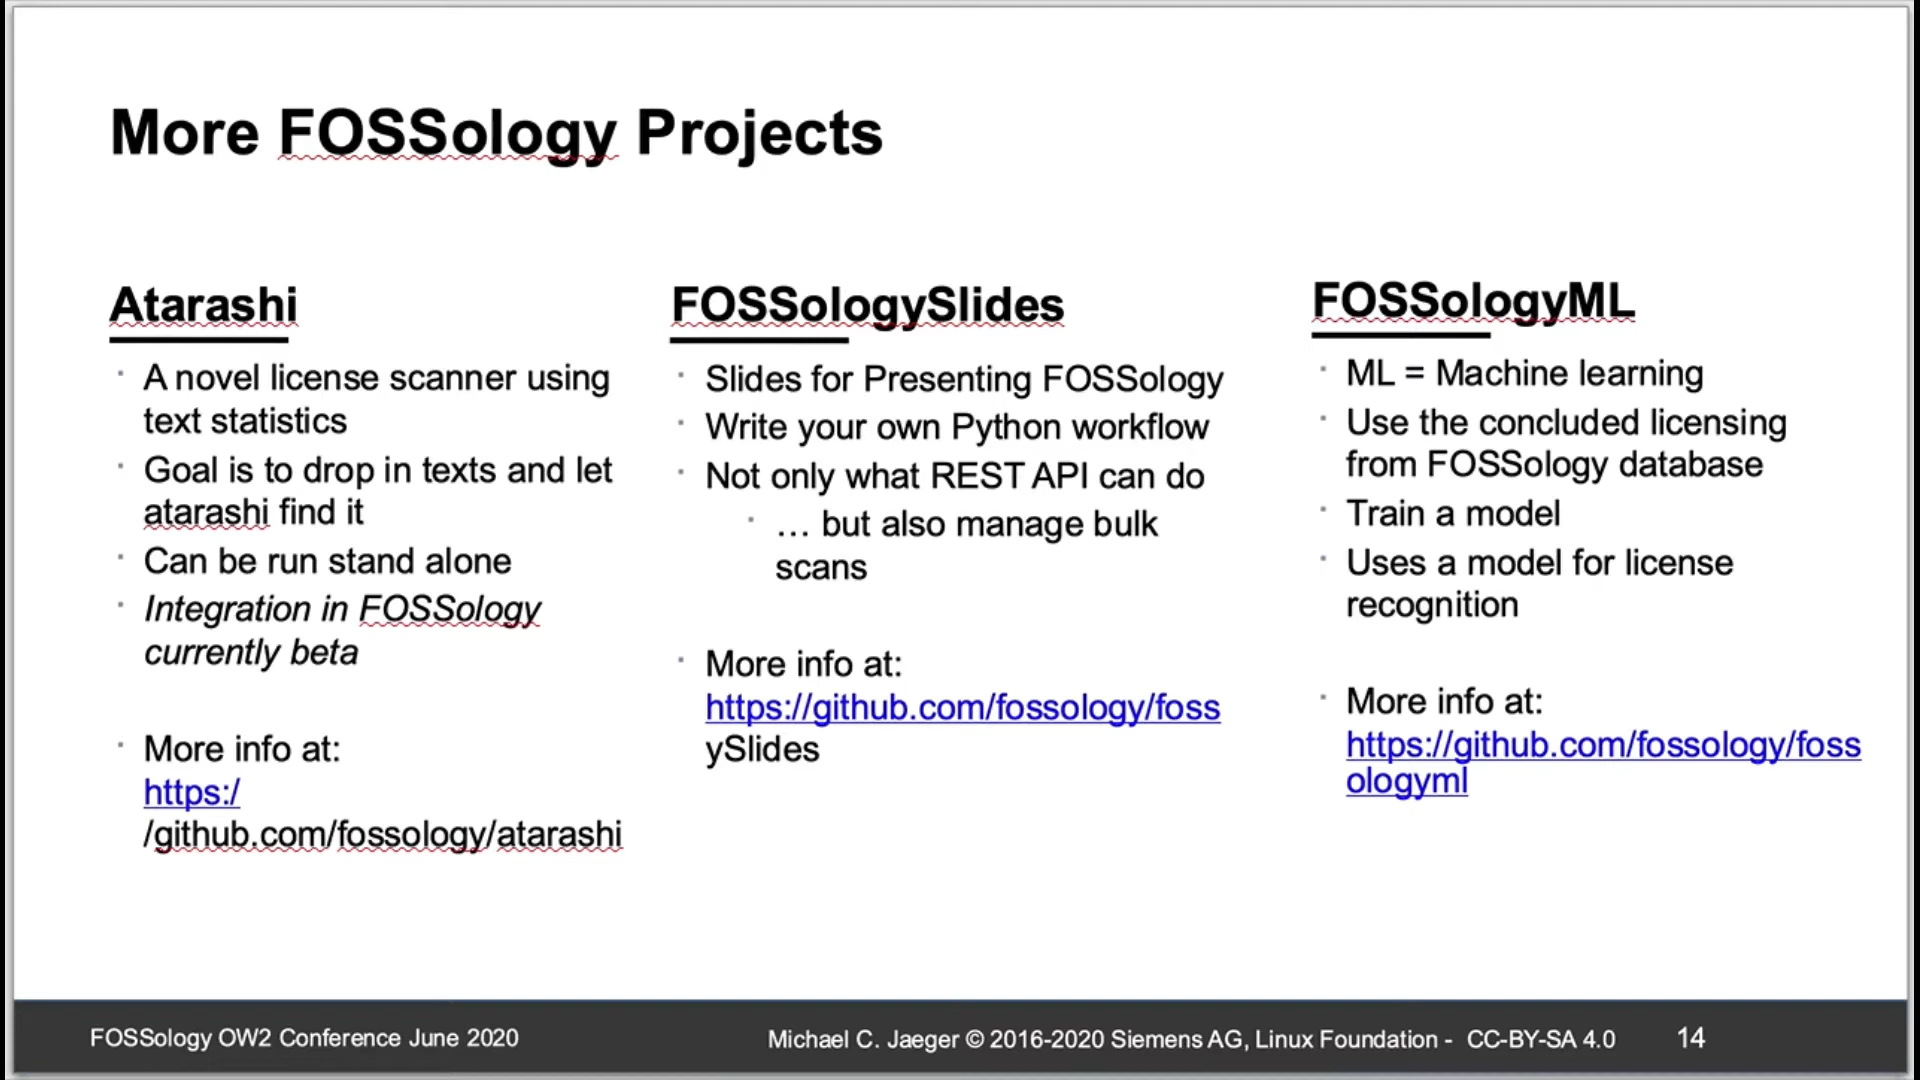 More FOSSology Projects
Atarashi
A novel license scanner using
text statistics
Goal is to drop in texts and let
atarashi find it
Can be run stand alone
Integration in FOSSology
currently beta
More info at:
https:/
/github.com/fossology/atarashi
FOSSologySlides
Slides for Presenting FOSSology
Write your own Python workflow
Not only what REST API can do
… but also manage bulk
scans
More info at:
https://github.com/fossology/foss
ySlides
FOSSologyML
ML = Machine learning
Use the concluded licensing
from FOSSology database
Train a model
Uses a model for license
recognition
More info at:
https://github.com/fossology/foss
ologyml
FOSSology OW2 Conference June 2020
Michael C. Jaeger © 2016-2020 Siemens AG, Linux Foundation - CC-BY-SA 4.0
14